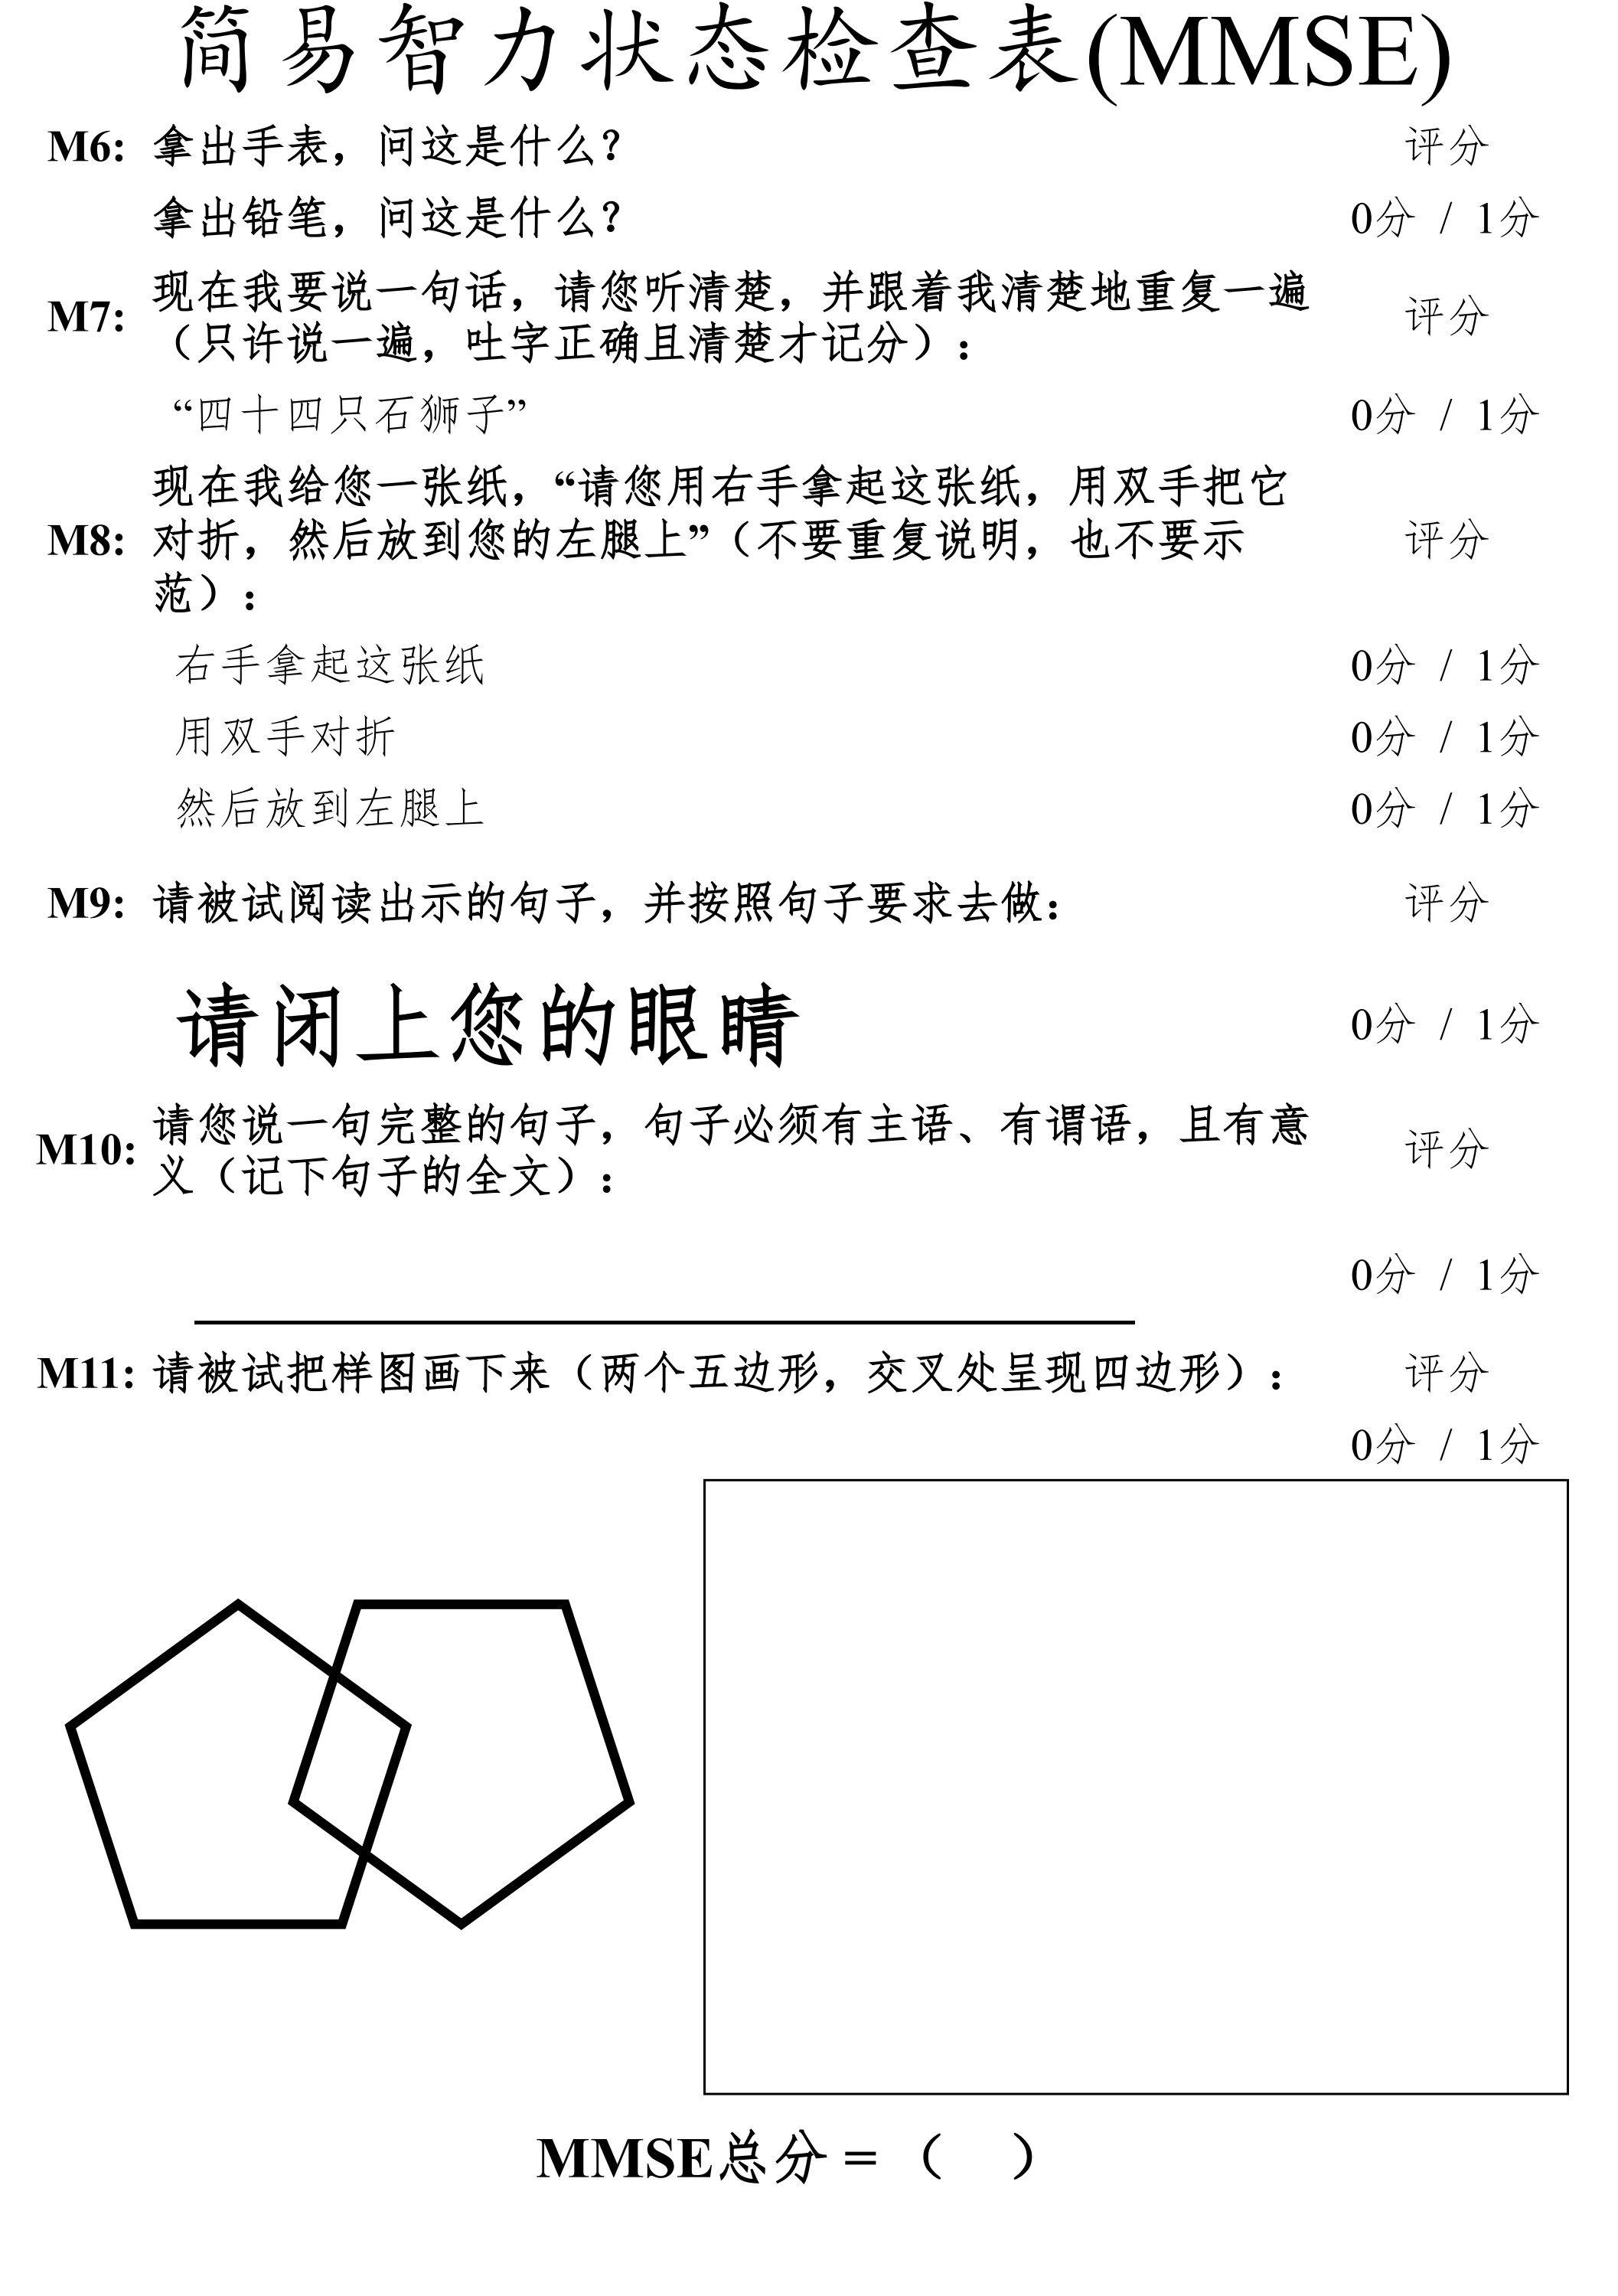 简易智力状态检查表(MMSE)
M6: 拿出手表，问这是什么？ 评分
拿出铅笔，问这是什么？ 0分 / 1分
M7: 现在我要说一句话，请您听清楚，并跟着我清楚地重复一遍 评分
（只许说一遍，吐字正确且清楚才记分）：
“四十四只石狮子” 0分 / 1分
现在我给您一张纸，“请您用右手拿起这张纸，用双手把它
M8: 对折，然后放到您的左腿上”（不要重复说明，也不要示 评分
范）：
右手拿起这张纸 0分 / 1分
用双手对折 0分 / 1分
然后放到左腿上 0分 / 1分
M9: 请被试阅读出示的句子，并按照句子要求去做： 评分
请闭上您的眼睛 0分 / 1分
M10: 请您说一句完整的句子，句子必须有主语、有谓语，且有意 评分
义（记下句子的全文）：
0分 / 1分
M11: 请被试把样图画下来（两个五边形，交叉处呈现四边形）： 评分
0分 / 1分
MMSE总分 = （ ）